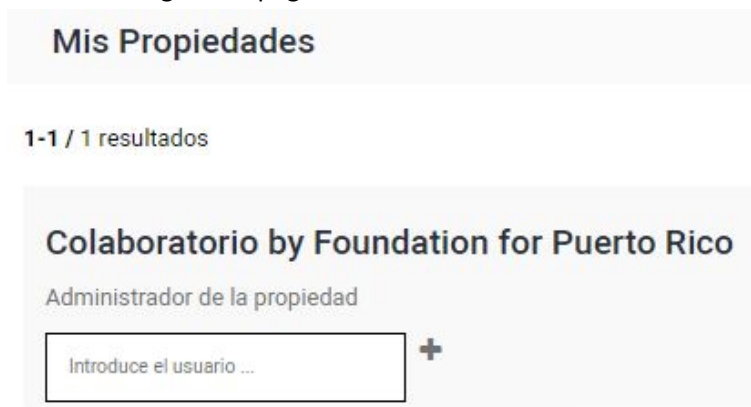 Mis Propiedades
1-1 / 1 resultados
Colaboratorio by Foundation for Puerto Rico
Administrador de la propiedad
Introduce el usuario ...